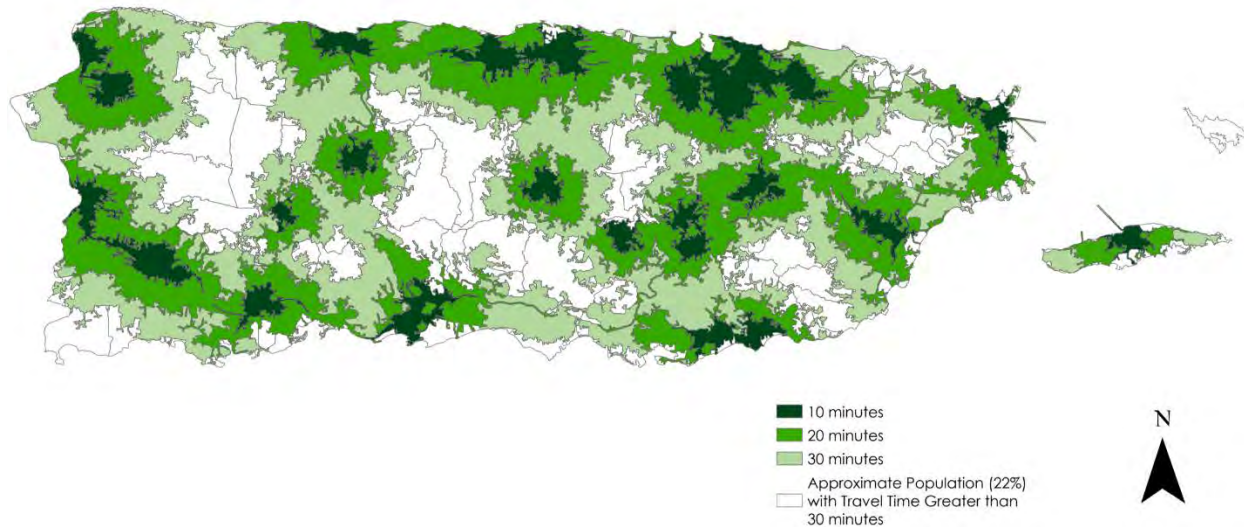 10 minutes
20 minutes
30 minutes
Approximate Population (22%)
with Travel Time Greater than
30 minutes
N